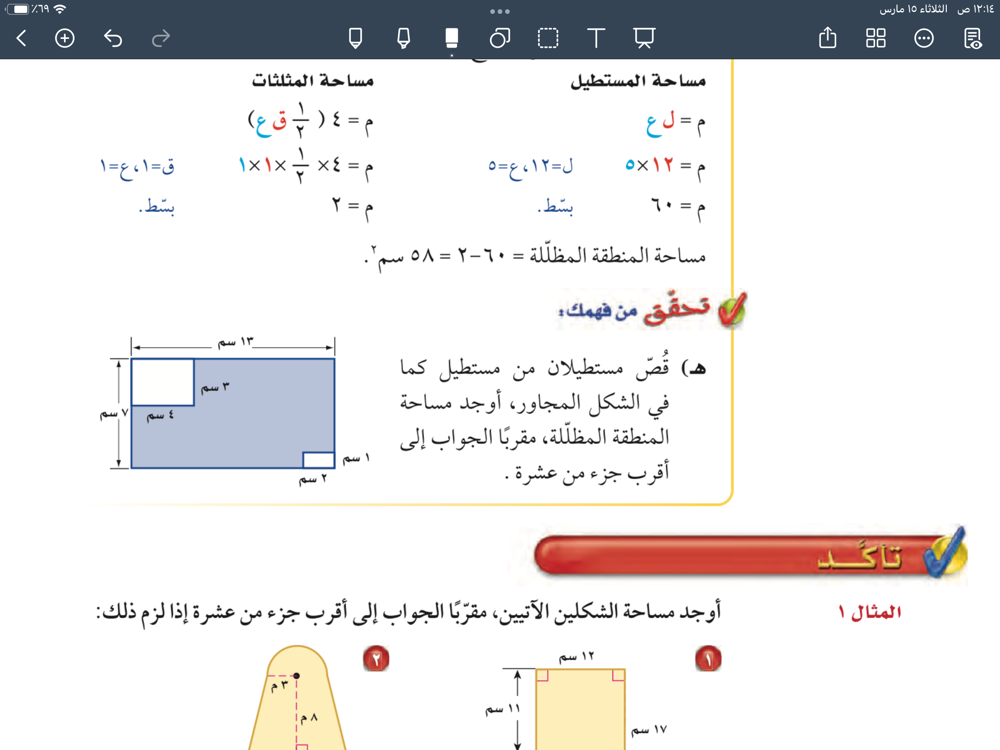 ١٢:١٤ ص الثلاثاء ١٥ مارس
٪٦٩
مساحة المستطيل
م = ل ع
م = ١٢×٥ ل=١٢، ع=٥
م = ٦٠ بسّط.
مساحة المثلثات
م = ٤ ( ١/٢ ق ع)
م = ٤× ١/٢ ×١×١ ق=١، ع=١
م = ٢ بسّط.
مساحة المنطقة المظلّلة = ٦٠–٢ = ٥٨ سم٢.
تحقّق من فهمك:
هـ) قُصّ مستطيلان من مستطيل كما
في الشكل المجاور، أوجد مساحة
المنطقة المظلّلة، مقربًا الجواب إلى
أقرب جزء من عشرة .
١٣ سم
٣ سم
٤ سم
٧ سم
١ سم
٢ سم
تأكّد
المثال ١
أوجد مساحة الشكلين الآتيين، مقرّبًا الجواب إلى أقرب جزء من عشرة إذا لزم ذلك:
١
١٢ سم
١١ سم
١٧ سم
٢
٣ م
٨ م